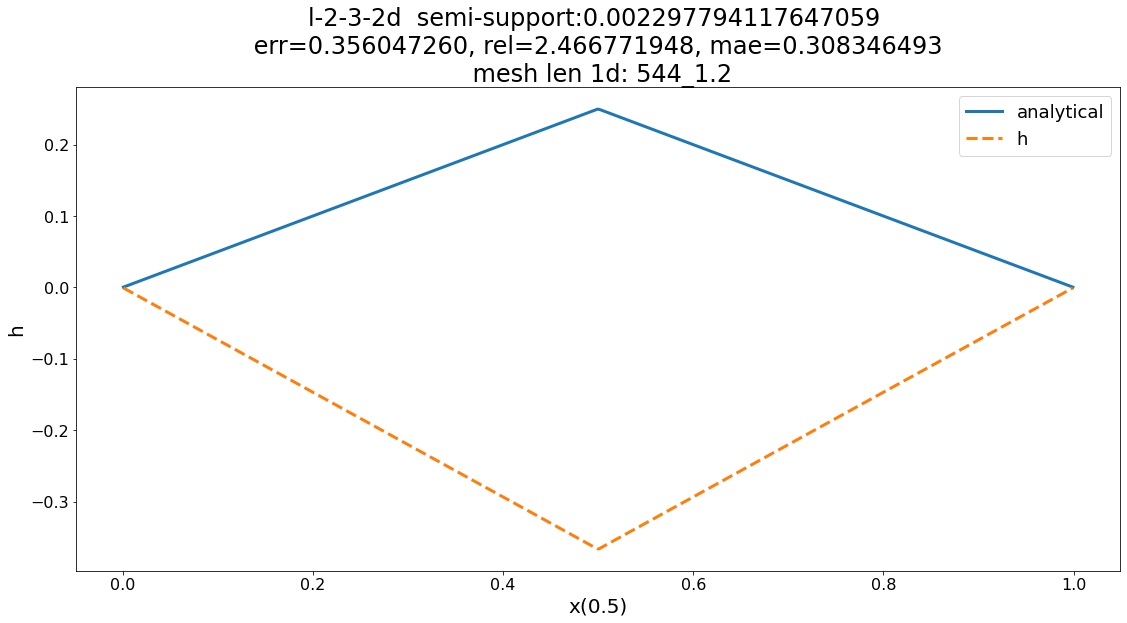 l-2-3-2d  semi-support:0.0022977941176470​59
err=0.356047260, rel=2.466771948, mae=0.308346493
mesh len 1d: 544_1.2
analytical
h
0.2
0.1
0.0
−0.1
−0.2
−0.3
h
0.0
0.2
0.4
0.6
0.8
1.0
x(0.5)